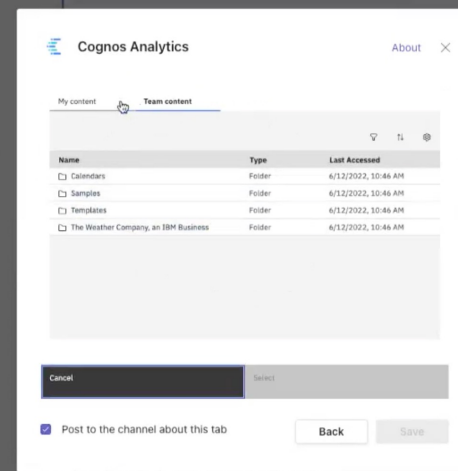 Cognos Analytics About
My content Team content
Name Type Last Accessed
Calendars Folder 6/12/2022, 10:46 AM
Samples Folder 6/12/2022, 10:46 AM
Templates Folder 6/12/2022, 10:46 AM
The Weather Company, an IBM Business Folder 6/12/2022, 10:46 AM
Cancel Select
Post to the channel about this tab Back Save